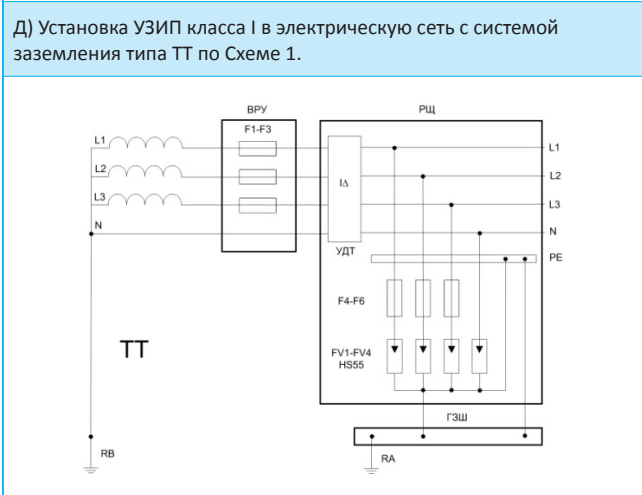 Д) Установка УЗИП класса I в электрическую сеть с системой
заземления типа ТТ по Схеме 1.
ВРУ
РЩ
F1-F3
L1
L2
L3
N
I∆
УДТ
L1
L2
L3
N
PE
F4-F6
FV1-FV4
HS55
TT
ГЗШ
RB
RA